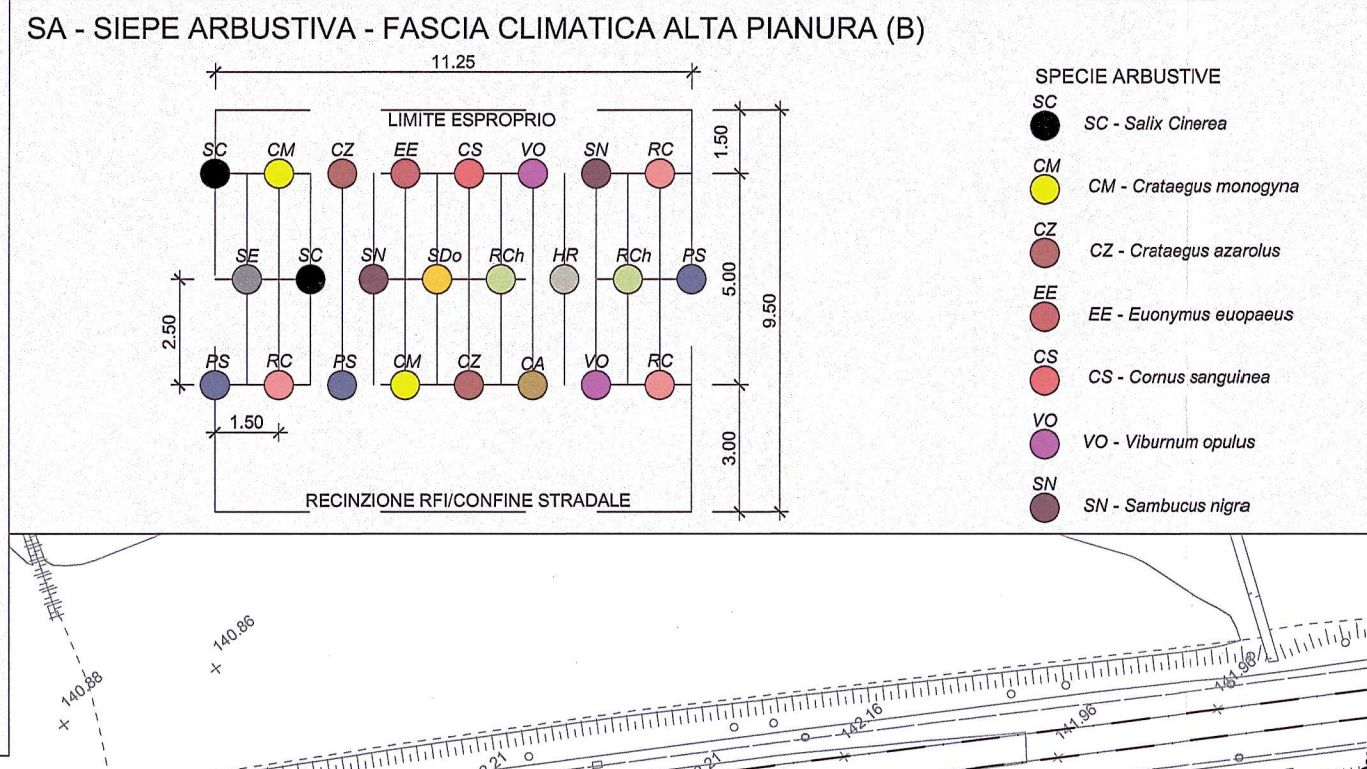 SA - SIEPE ARBUSTIVA - FASCIA CLIMATICA ALTA PIANURA (B)
11.25
LIMITE ESPROPRIO
SC CM CZ EE CS VO SN RC
1.50
SE SC SN SDo RCh HR RCh PS
5.00
9.50
2.50
PS RC PS CM CZ CA VO RC
1.50
3.00
RECINZIONE RFI/CONFINE STRADALE
SPECIE ARBUSTIVE
SC
SC - Salix Cinerea
CM
CM - Crataegus monogyna
CZ
CZ - Crataegus azarolus
EE
EE - Euonymus euopaeus
CS
CS - Cornus sanguinea
VO
VO - Viburnum opulus
SN
SN - Sambucus nigra
140.86
140.88
141.98
142.16
141.96